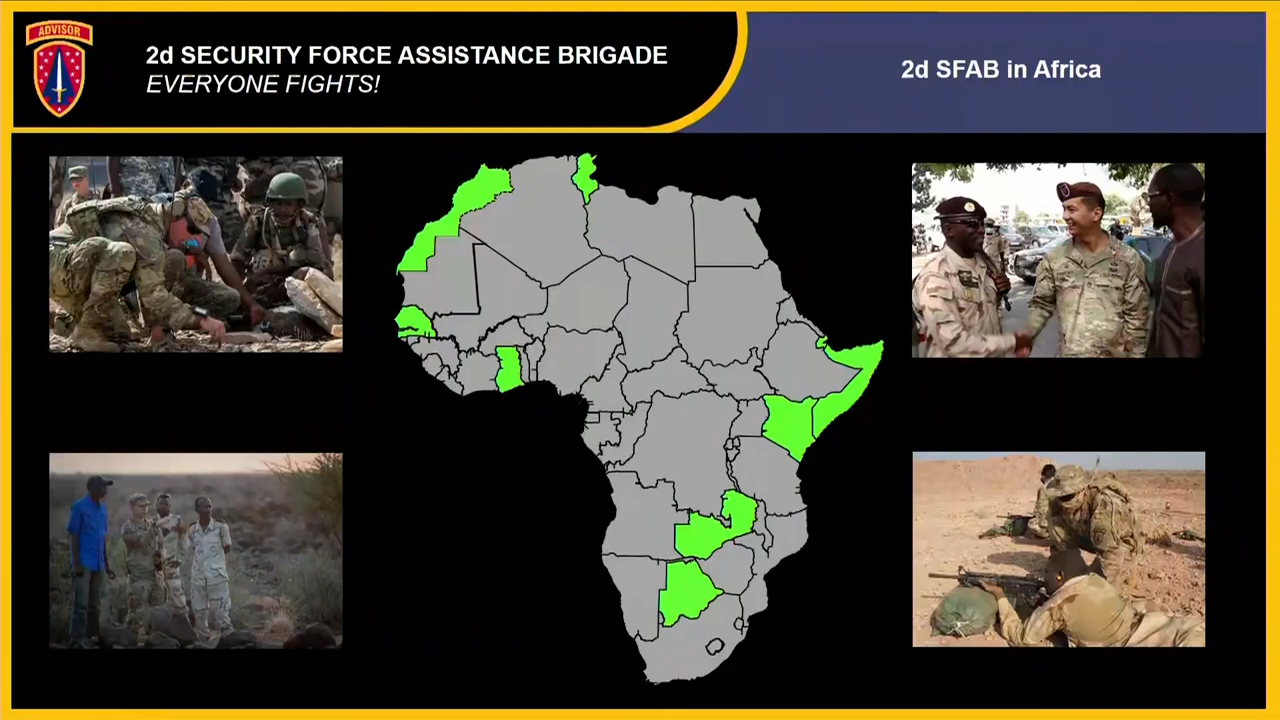 ADVISOR
2d SECURITY FORCE ASSISTANCE BRIGADE
EVERYONE FIGHTS!
2d SFAB in Africa